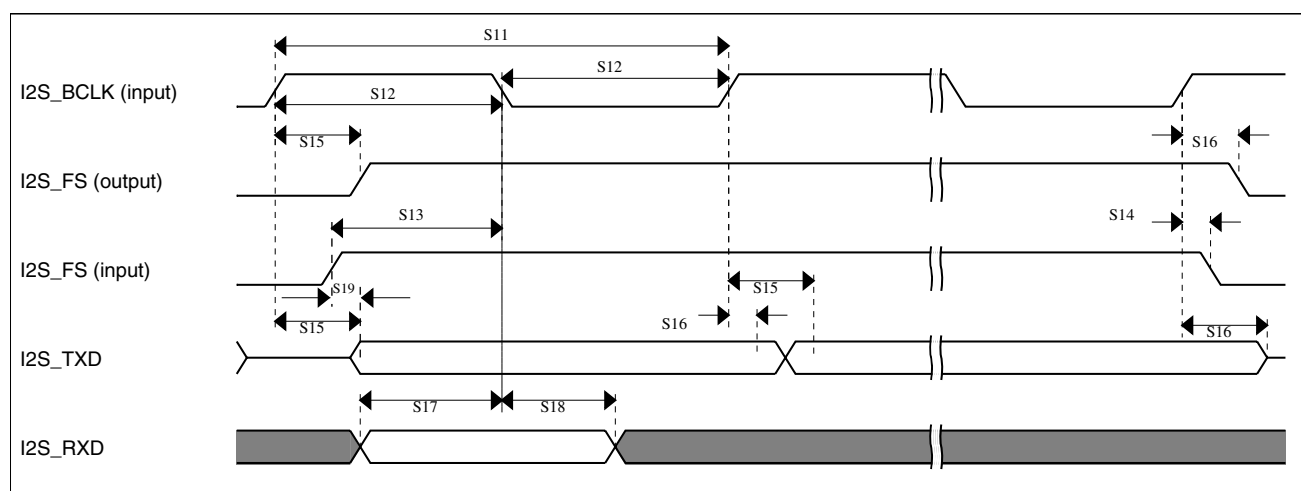 S11
I2S_BCLK (input)
S12
S12
S15
S16
I2S_FS (output)
S13
S14
I2S_FS (input)
S19
S15
S15
S16
S16
I2S_TXD
S17
S18
I2S_RXD